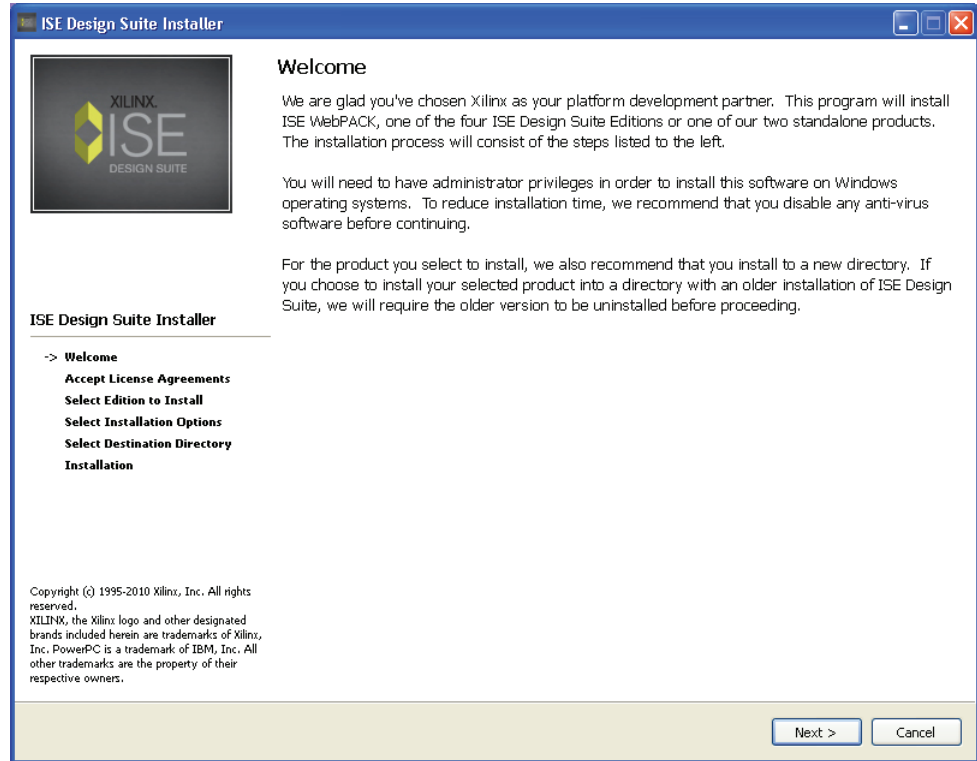 ISE Design Suite Installer
XILINX.
ISE
DESIGN SUITE
Welcome
We are glad you've chosen Xilinx as your platform development partner. This program will install
ISE WebPACK, one of the four ISE Design Suite Editions or one of our two standalone products.
The installation process will consist of the steps listed to the left.
You will need to have administrator privileges in order to install this software on Windows
operating systems. To reduce installation time, we recommend that you disable any anti-virus
software before continuing.
For the product you select to install, we also recommend that you install to a new directory. If
you choose to install your selected product into a directory with an older installation of ISE Design
Suite, we will require the older version to be uninstalled before proceeding.
ISE Design Suite Installer
-> Welcome
Accept License Agreements
Select Edition to Install
Select Installation Options
Select Destination Directory
Installation
Copyright (c) 1995-2010 Xilinx, Inc. All rights
reserved.
XILINX, the Xilinx logo and other designated
brands included herein are trademarks of Xilinx,
Inc. PowerPC is a trademark of IBM, Inc. All
other trademarks are the property of their
respective owners.
Next >
Cancel